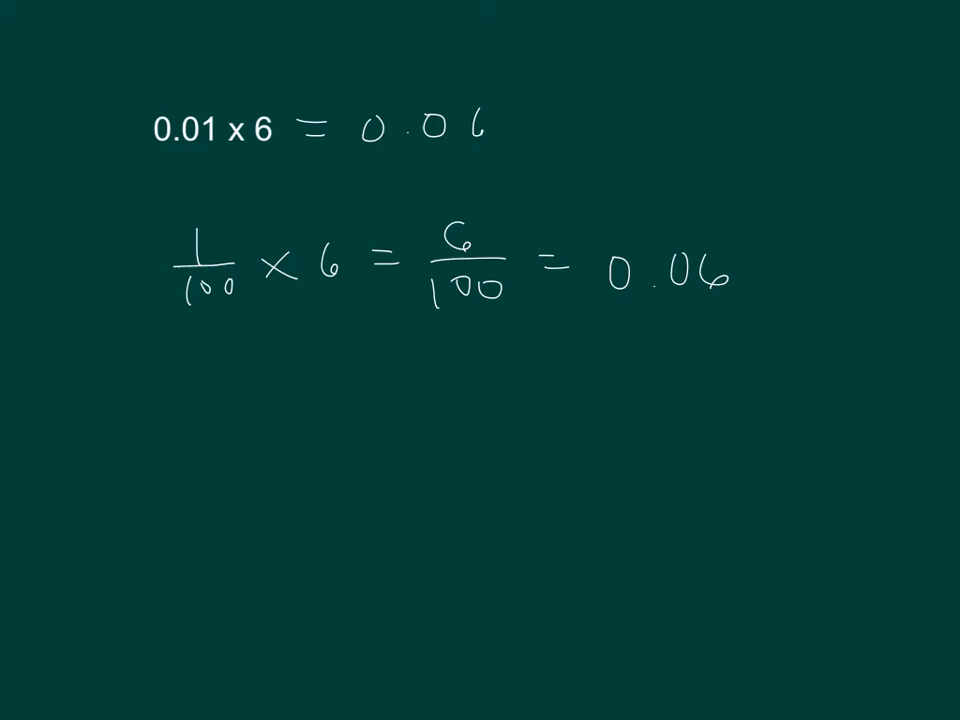 0.01 x 6 = 0.06
1/100 × 6 = 6/100 = 0.06